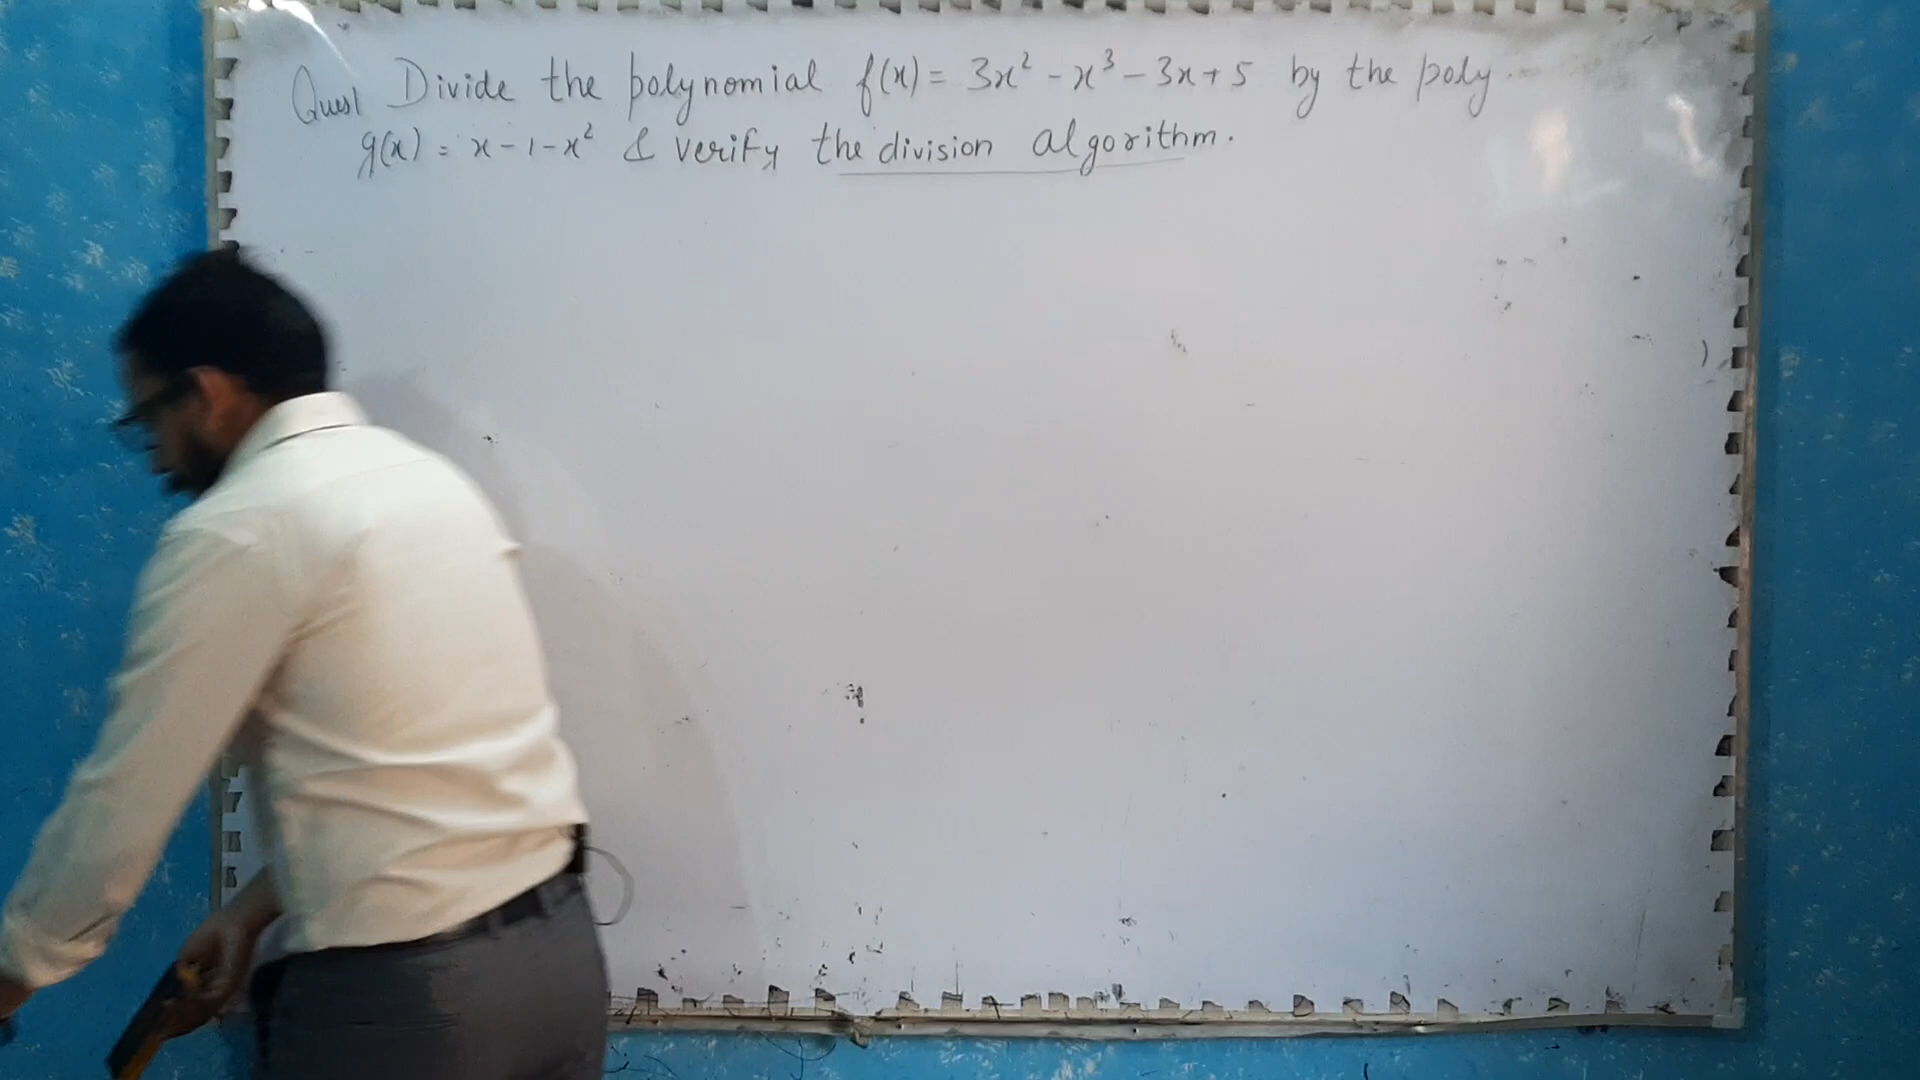 Ques1 Divide the polynomial f(x) = 3x² - x³ - 3x + 5 by the poly..
g(x) = x - 1 - x² & verify the division algorithm.